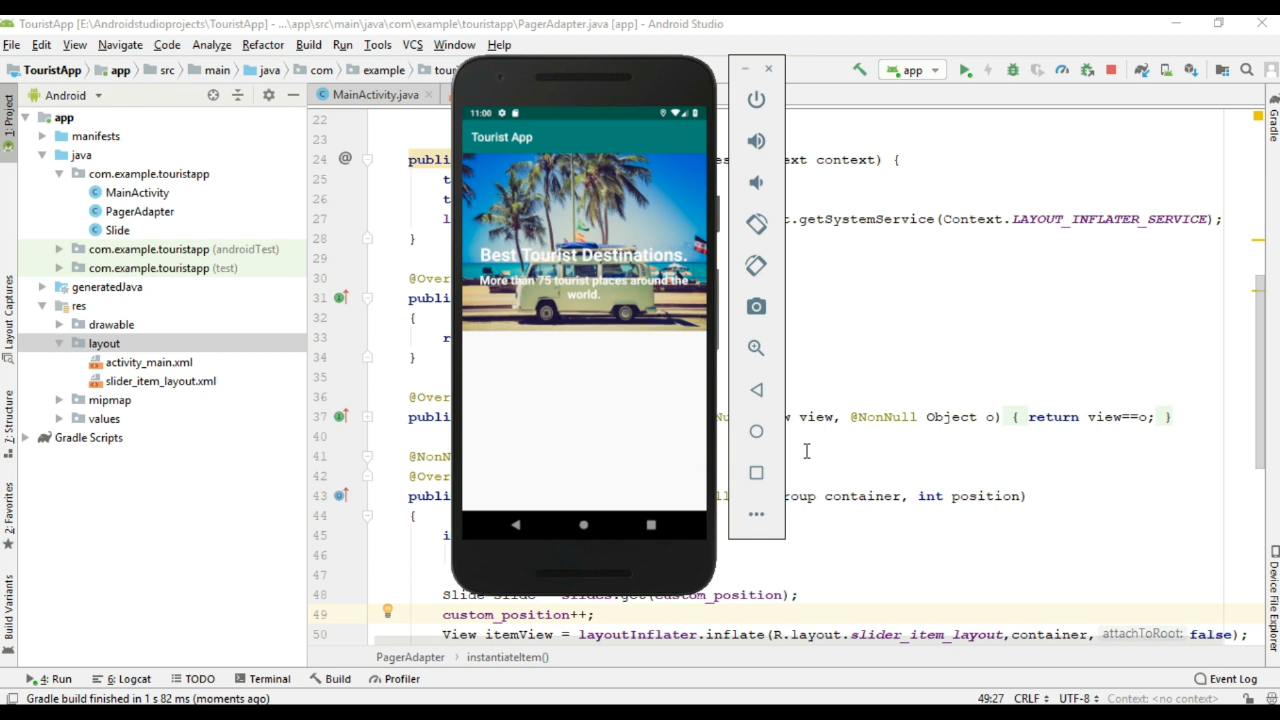 TouristApp [E:\Androidstudioprojects\TouristApp] - ...\app\src\main\java\com\example\touristapp\PagerAdapter.java [app] - Android Studio
File Edit View Navigate Code Analyze Refactor Build Run Tools VCS Window Help
TouristApp app src main java com example tour app
Android MainActivity.java
1: Project
Layout Captures
7: Structure
2: Favorites
Build Variants
app
manifests
java
com.example.touristapp
MainActivity
PagerAdapter
Slide
com.example.touristapp (androidTest)
com.example.touristapp (test)
generatedJava
res
drawable
layout
activity_main.xml
slider_item_layout.xml
mipmap
values
Gradle Scripts
22
23
24 @ publi context) {
25 t
26 t
27 l t.getSystemService(Context.LAYOUT_INFLATER_SERVICE);
28 }
29
30 @Over
31 publi
32 {
33 r
34 }
35
36 @Over
37 publi view, @NonNull Object o) { return view==o; }
40
41 @NonN
42 @Over
43 publi container, int position)
44 {
45 i
46
47
48 Slide slide = slides.get(custom_position);
49 custom_position++;
50 View itemView = layoutInflater.inflate(R.layout.slider_item_layout,container, attachToRoot: false);
11:00
Tourist App
Best Tourist Destinations.
More than 75 tourist places around the
world.
Gradle
Device File Explorer
PagerAdapter instantiateItem()
4: Run 6: Logcat TODO Terminal Build Profiler Event Log
Gradle build finished in 1 s 82 ms (moments ago) 49:27 CRLF UTF-8 Context: <no context>